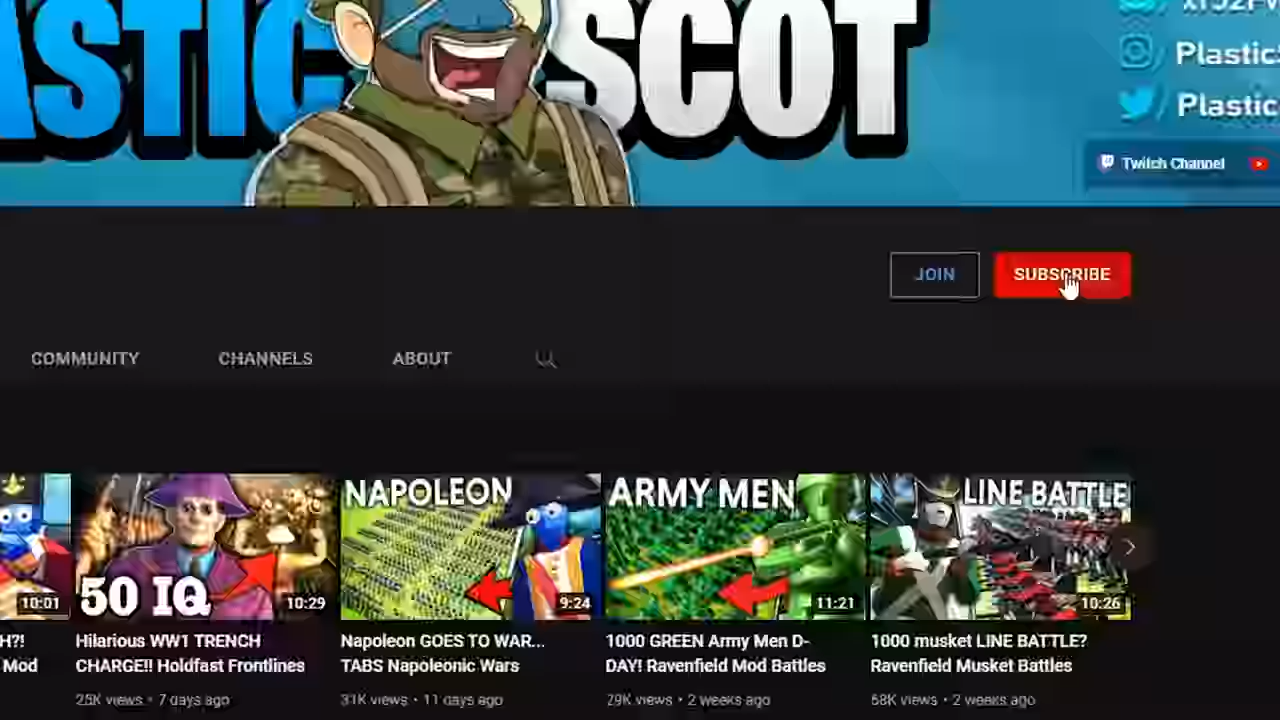 ASTIC SCOT
Plastic
Plastic
Twitch Channel
JOIN
SUBSCRIBE
COMMUNITY
CHANNELS
ABOUT
50 IQ
NAPOLEON
ARMY MEN
LINE BATTLE
10:01
10:29
9:24
11:21
10:26
H?!
Mod
Hilarious WW1 TRENCH
CHARGE!! Holdfast Frontlines
25K views • 7 days ago
Napoleon GOES TO WAR...
TABS Napoleonic Wars
31K views • 11 days ago
1000 GREEN Army Men D-
DAY! Ravenfield Mod Battles
29K views • 2 weeks ago
1000 musket LINE BATTLE?
Ravenfield Musket Battles
68K views • 2 weeks ago